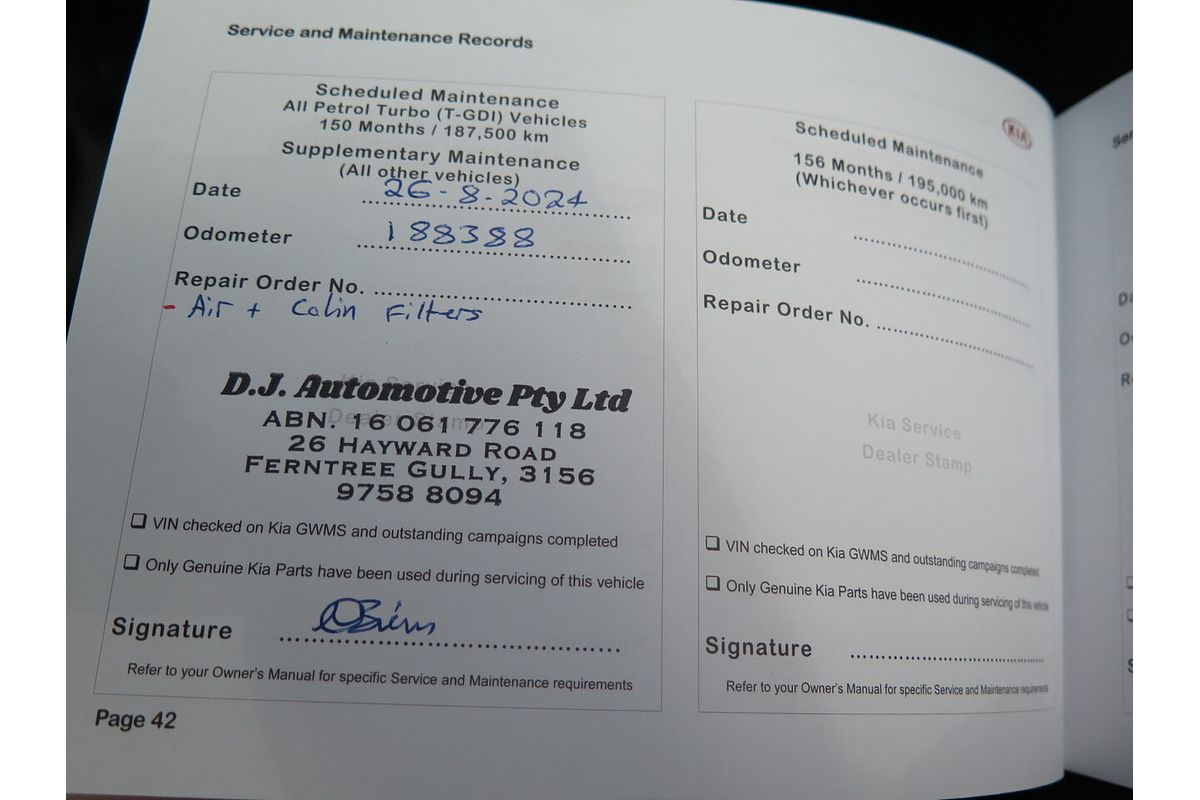 Service and Maintenance Records
Scheduled Maintenance
All Petrol Turbo (T-GDI) Vehicles
150 Months / 187,500 km
Supplementary Maintenance
(All other vehicles)
Date 26-8-2024
Odometer 188388
Repair Order No.
- Air + Cabin Filters
Kia Service
Dealer Stamp
D.J. Automotive Pty Ltd
ABN. 16 061 776 118
26 Hayward Road
Ferntree Gully, 3156
9758 8094
VIN checked on Kia GWMS and outstanding campaigns completed
Only Genuine Kia Parts have been used during servicing of this vehicle
Signature
Refer to your Owner's Manual for specific Service and Maintenance requirements
Page 42
KIA
Scheduled Maintenance
156 Months / 195,000 km
(Whichever occurs first)
Date
Odometer
Repair Order No.
Kia Service
Dealer Stamp
VIN checked on Kia GWMS and outstanding campaigns completed
Only Genuine Kia Parts have been used during servicing of this vehicle
Signature
Refer to your Owner's Manual for specific Service and Maintenance requirements